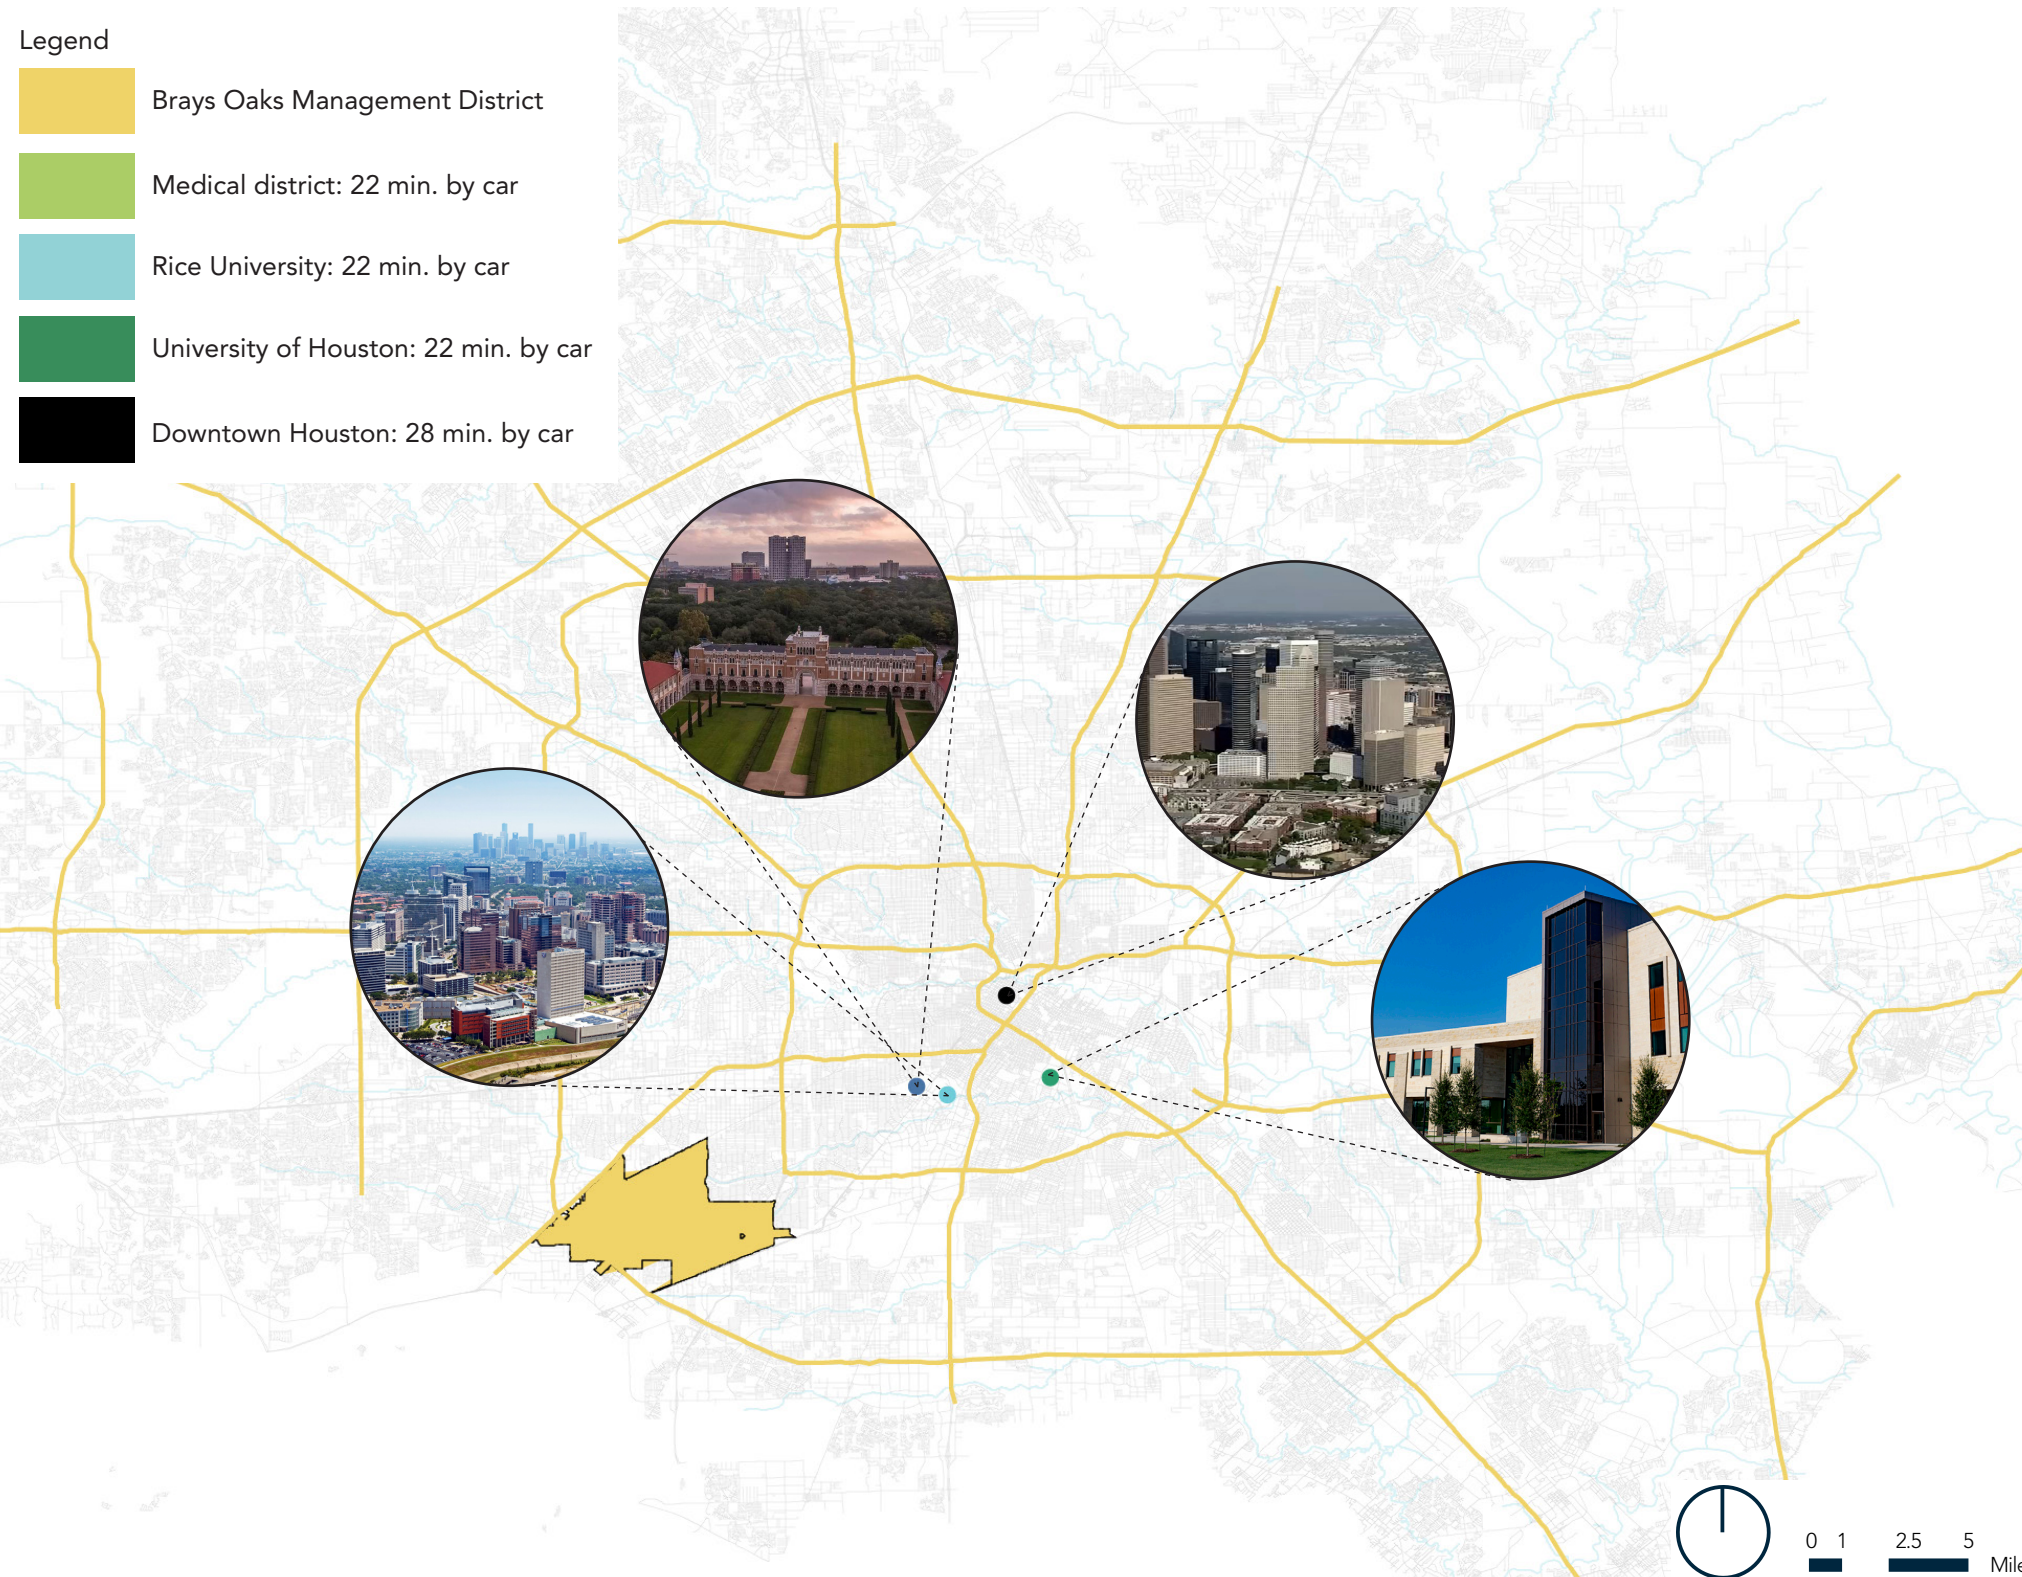 Legend
Brays Oaks Management District
Medical district: 22 min. by car
Rice University: 22 min. by car
University of Houston: 22 min. by car
Downtown Houston: 28 min. by car
0 1 2.5 5
Mile